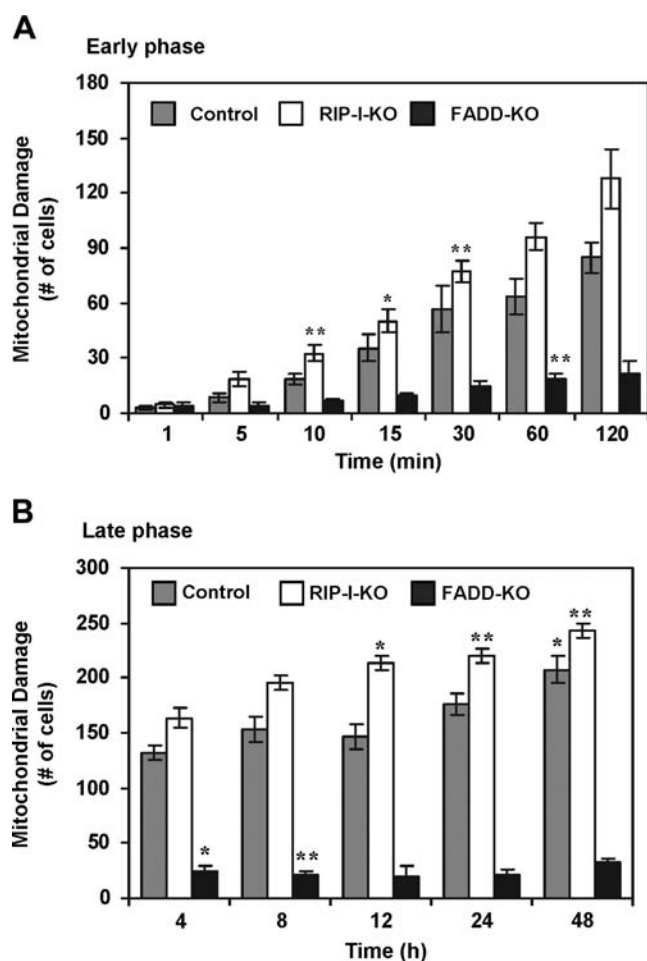 A
Early phase
180
150
120
90
60
30
0
Mitochondrial Damage
(# of cells)
Control RIP-I-KO FADD-KO
** * ** **
1 5 10 15 30 60 120
Time (min)
B
Late phase
300
250
200
150
100
50
0
Mitochondrial Damage
(# of cells)
Control RIP-I-KO FADD-KO
* ** * ** * **
4 8 12 24 48
Time (h)